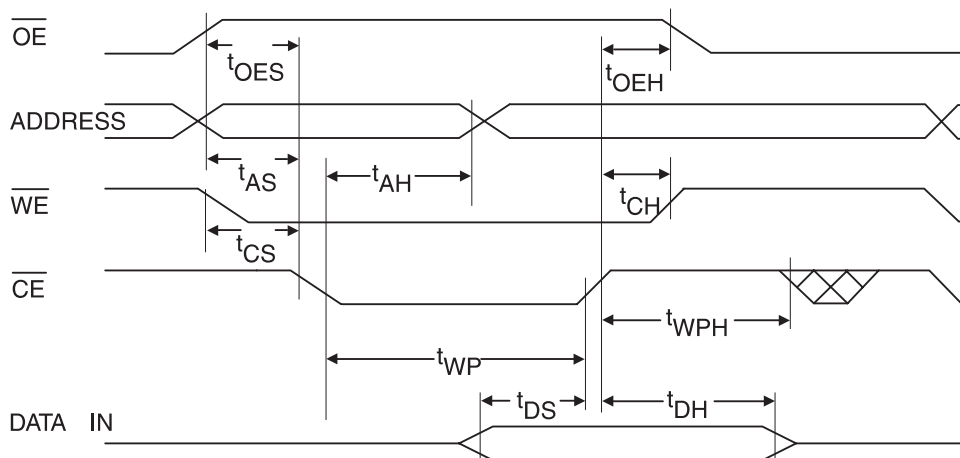 OE
tOES
tOEH
ADDRESS
tAS
tAH
WE
tCH
tCS
CE
tWPH
tWP
tDS
tDH
DATA IN